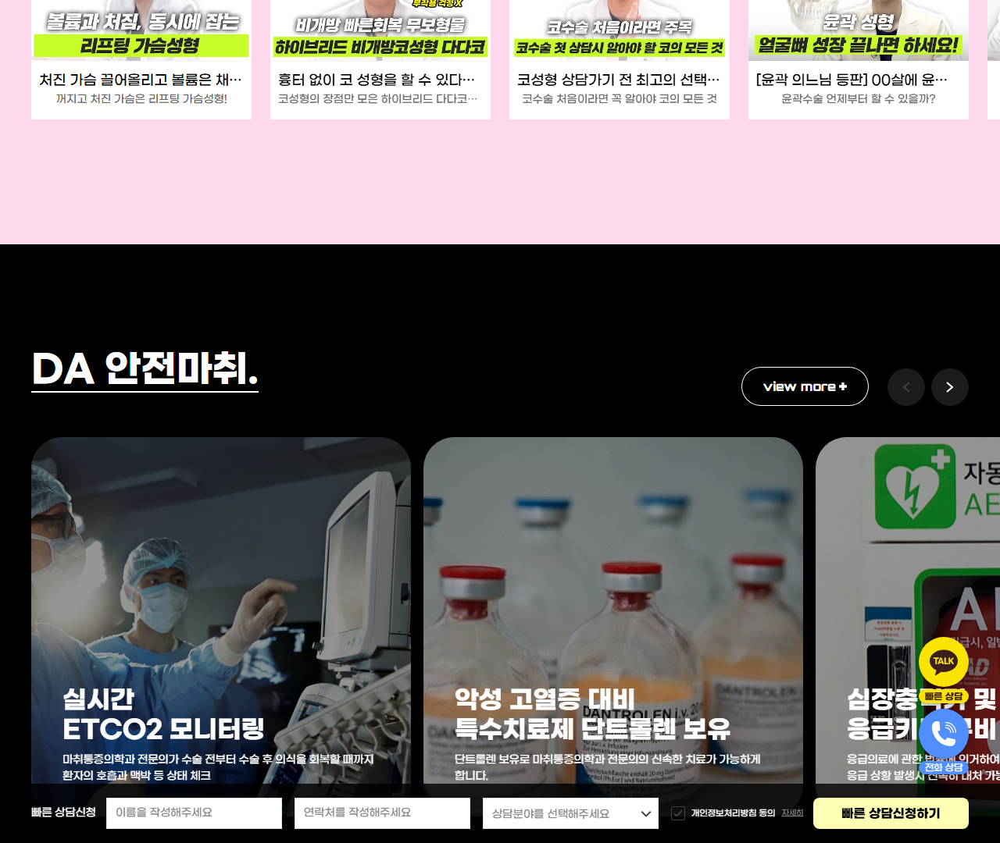 볼륨과 처짐, 동시에 잡는
리프팅 가슴성형
처진 가슴 끌어올리고 볼륨은 채···
꺼지고 처진 가슴은 리프팅 가슴성형!
부작용 걱정 X
비개방 빠른회복 무보형물
하이브리드 비개방코성형 다다코
흉터 없이 코 성형을 할 수 있다···
코성형의 장점만 모은 하이브리드 다다코···
코수술 처음이라면 주목
코수술 첫 상담시 알아야 할 코의 모든 것
코성형 상담가기 전 최고의 선택···
코수술 처음이라면 꼭 알아야 코의 모든 것
윤곽 성형
얼굴뼈 성장 끝나면 하세요!
[윤곽 의느님 등판] 00살에 윤···
윤곽수술 언제부터 할 수 있을까?
DA 안전마취.
view more +
실시간
ETCO2 모니터링
마취통증의학과 전문의가 수술 전부터 수술 후 의식을 회복할 때까지
환자의 호흡과 맥박 등 상태 체크
DANTROLEN i.v. 20
악성 고열증 대비
특수치료제 단트롤렌 보유
단트롤렌 보유로 마취통증의학과 전문의의 신속한 치료가 가능하게
합니다.
자동
AE
심장충격기 및
응급키트 구비
응급의료에 관한 법률에 의거하여
응급 상황 발생시 신속히 대처 가능
TALK
빠른 상담
전화 상담
빠른 상담신청
이름을 작성해주세요
연락처를 작성해주세요
상담분야를 선택해주세요
개인정보처리방침 동의
자세히
빠른 상담신청하기